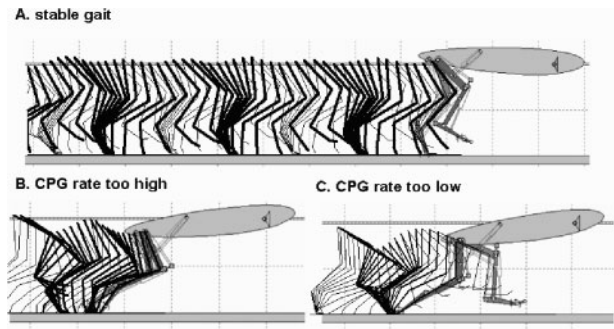 A. stable gait
B. CPG rate too high
C. CPG rate too low